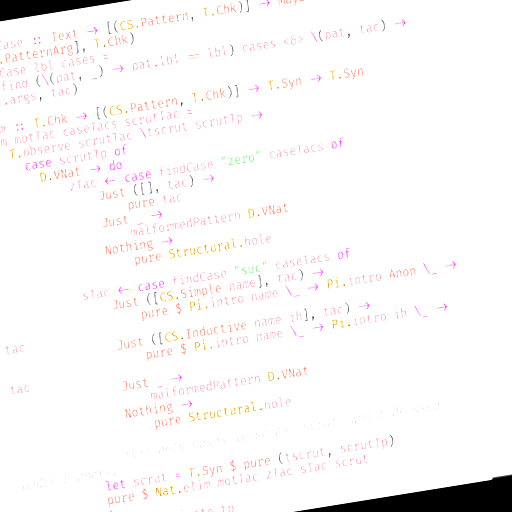 Case :: Text → [(CS.Pattern, T.Chk)] →
.PatternArg], T.Chk)
Case lbl cases =
find (\(pat, _) → pat.lbl == lbl) cases <&> \(pat, tac) →
.args, tac)
:: T.Chk → [(CS.Pattern, T.Chk)] → T.Syn → T.Syn
motTac caseTacs scrutTac =
T.observe scrutTac \tscrut scrutTp →
case scrutTp of
D.VNat → do
zTac ← case findCase "zero" caseTacs of
Just ([], tac) →
pure tac
Just _ →
malformedPattern D.VNat
Nothing →
pure Structural.hole
sTac ← case findCase "suc" caseTacs of
Just ([CS.Simple name], tac) →
pure $ Pi.intro name \_ → Pi.intro Anon \_ →
tac
Just ([CS.Inductive name ih], tac) →
pure $ Pi.intro name \_ → Pi.intro ih \_ →
tac
Just _ →
malformedPattern D.VNat
Nothing →
pure Structural.hole
let scrut = T.Syn $ pure (tscrut, scrutTp)
pure $ Nat.elim motTac zTac sTac scrut